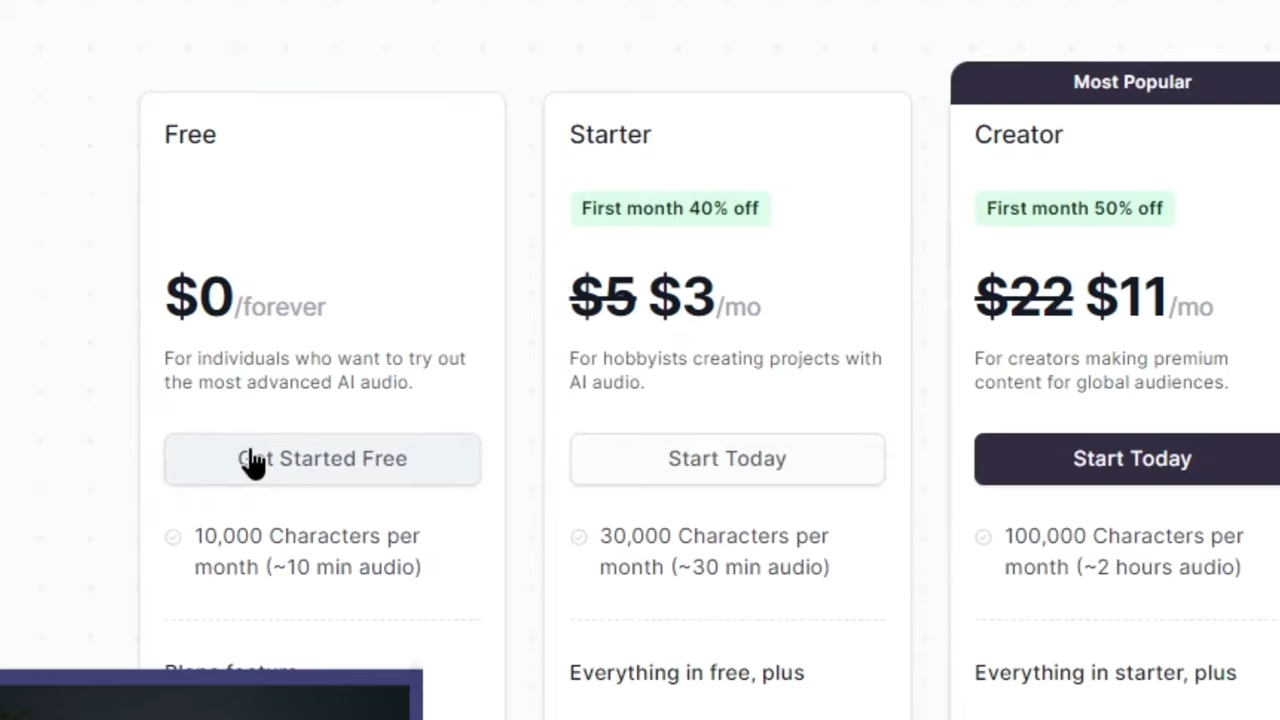 Most Popular
Free
Starter
Creator
First month 40% off
First month 50% off
$0/forever
$5 $3/mo
$22 $11/mo
For individuals who want to try out
the most advanced AI audio.
For hobbyists creating projects with
AI audio.
For creators making premium
content for global audiences.
Get Started Free
Start Today
Start Today
10,000 Characters per
month (~10 min audio)
30,000 Characters per
month (~30 min audio)
100,000 Characters per
month (~2 hours audio)
Everything in free, plus
Everything in starter, plus